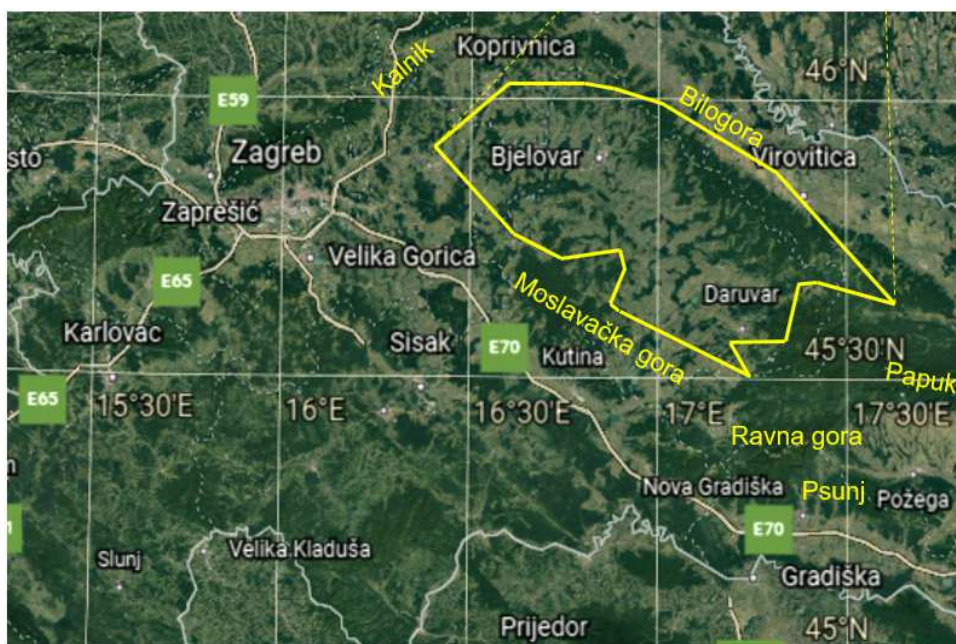 Koprivnica
Kalnik
46°N
E59
Bilogora
Zagreb
Bjelovar
Virovitica
sto
Zaprešić
Velika Gorica
E65
Moslavačka gora
Daruvar
Karlovac
Sisak
E70
Kutina
45°30'N
Papuk
E65
15°30'E
16°E
16°30'E
17°E
17°30'E
Ravna gora
Nova Gradiška
Psunj
Požega
1
E70
Slunj
Velika Kladuša
Gradiška
Prijedor
45°N